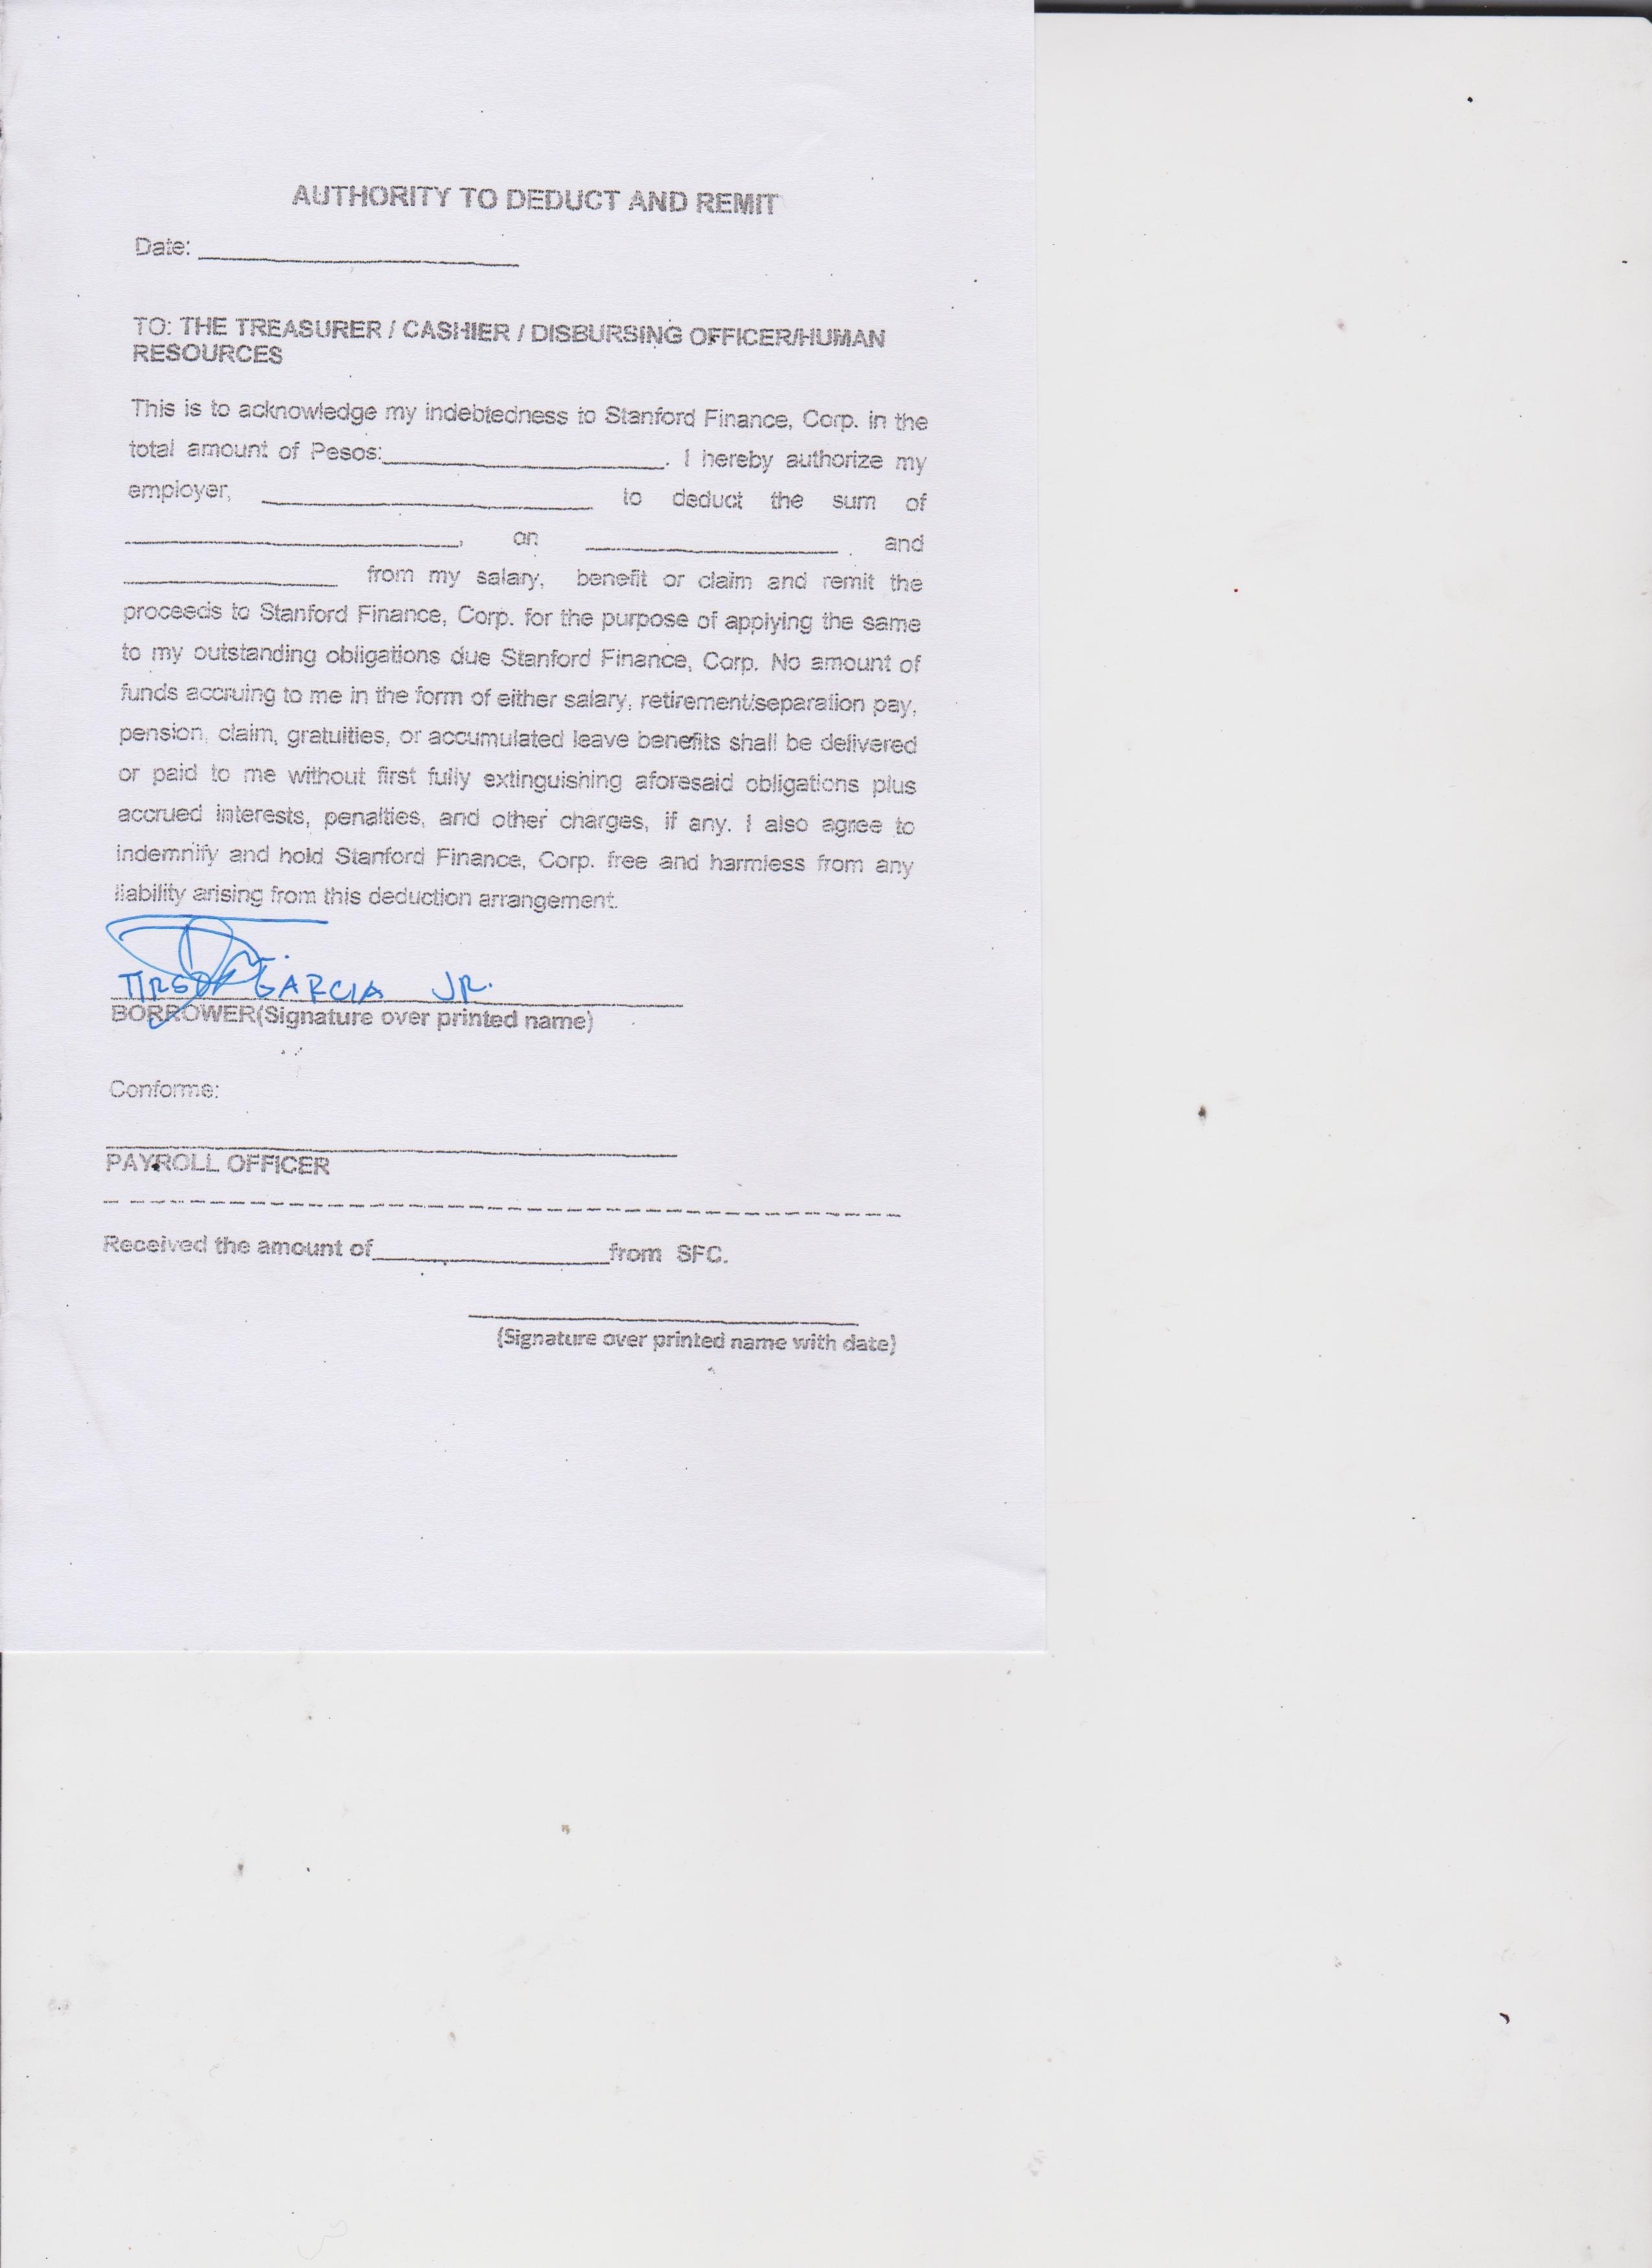 AUTHORITY TO DEDUCT AND REMIT
Date: ____________________
TO: THE TREASURER / CASHIER / DISBURSING OFFICER/HUMAN
RESOURCES
This is to acknowledge my indebtedness to Stanford Finance, Corp. in the
total amount of Pesos:____________________. I hereby authorize my
employer, ____________________ to deduct the sum of
____________________, on ____________________ and
____________________ from my salary, benefit or claim and remit the
proceeds to Stanford Finance, Corp. for the purpose of applying the same
to my outstanding obligations due Stanford Finance, Corp. No amount of
funds accruing to me in the form of either salary, retirement/separation pay,
pension, claim, gratuities, or accumulated leave benefits shall be delivered
or paid to me without first fully extinguishing aforesaid obligations plus
accrued interests, penalties, and other charges, if any. I also agree to
indemnify and hold Stanford Finance, Corp. free and harmless from any
liability arising from this deduction arrangement.
GARCIA JR.
BORROWER(Signature over printed name)
Conforme:
PAYROLL OFFICER
Received the amount of____________________from SFC.
(Signature over printed name with date)